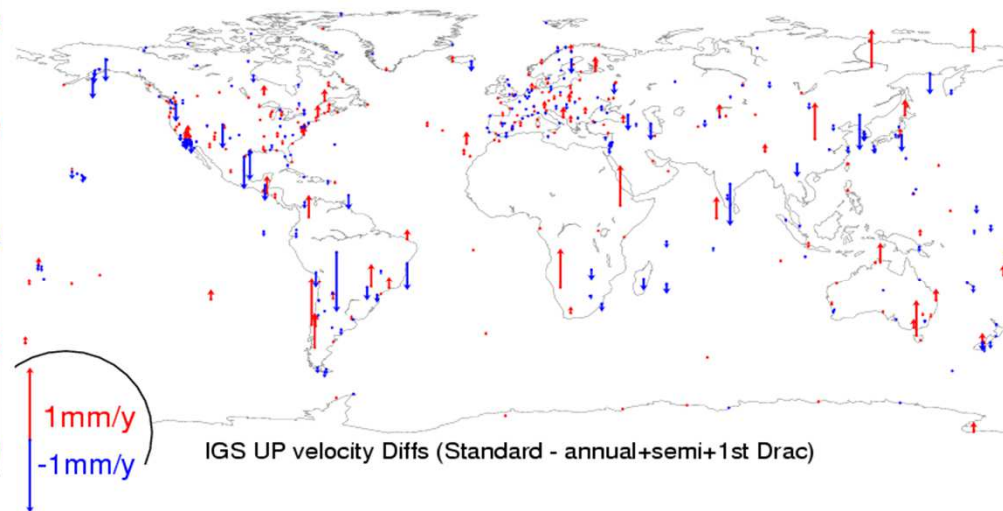 1mm/y
-1mm/y
IGS UP velocity Diffs (Standard - annual+semi+1st Drac)